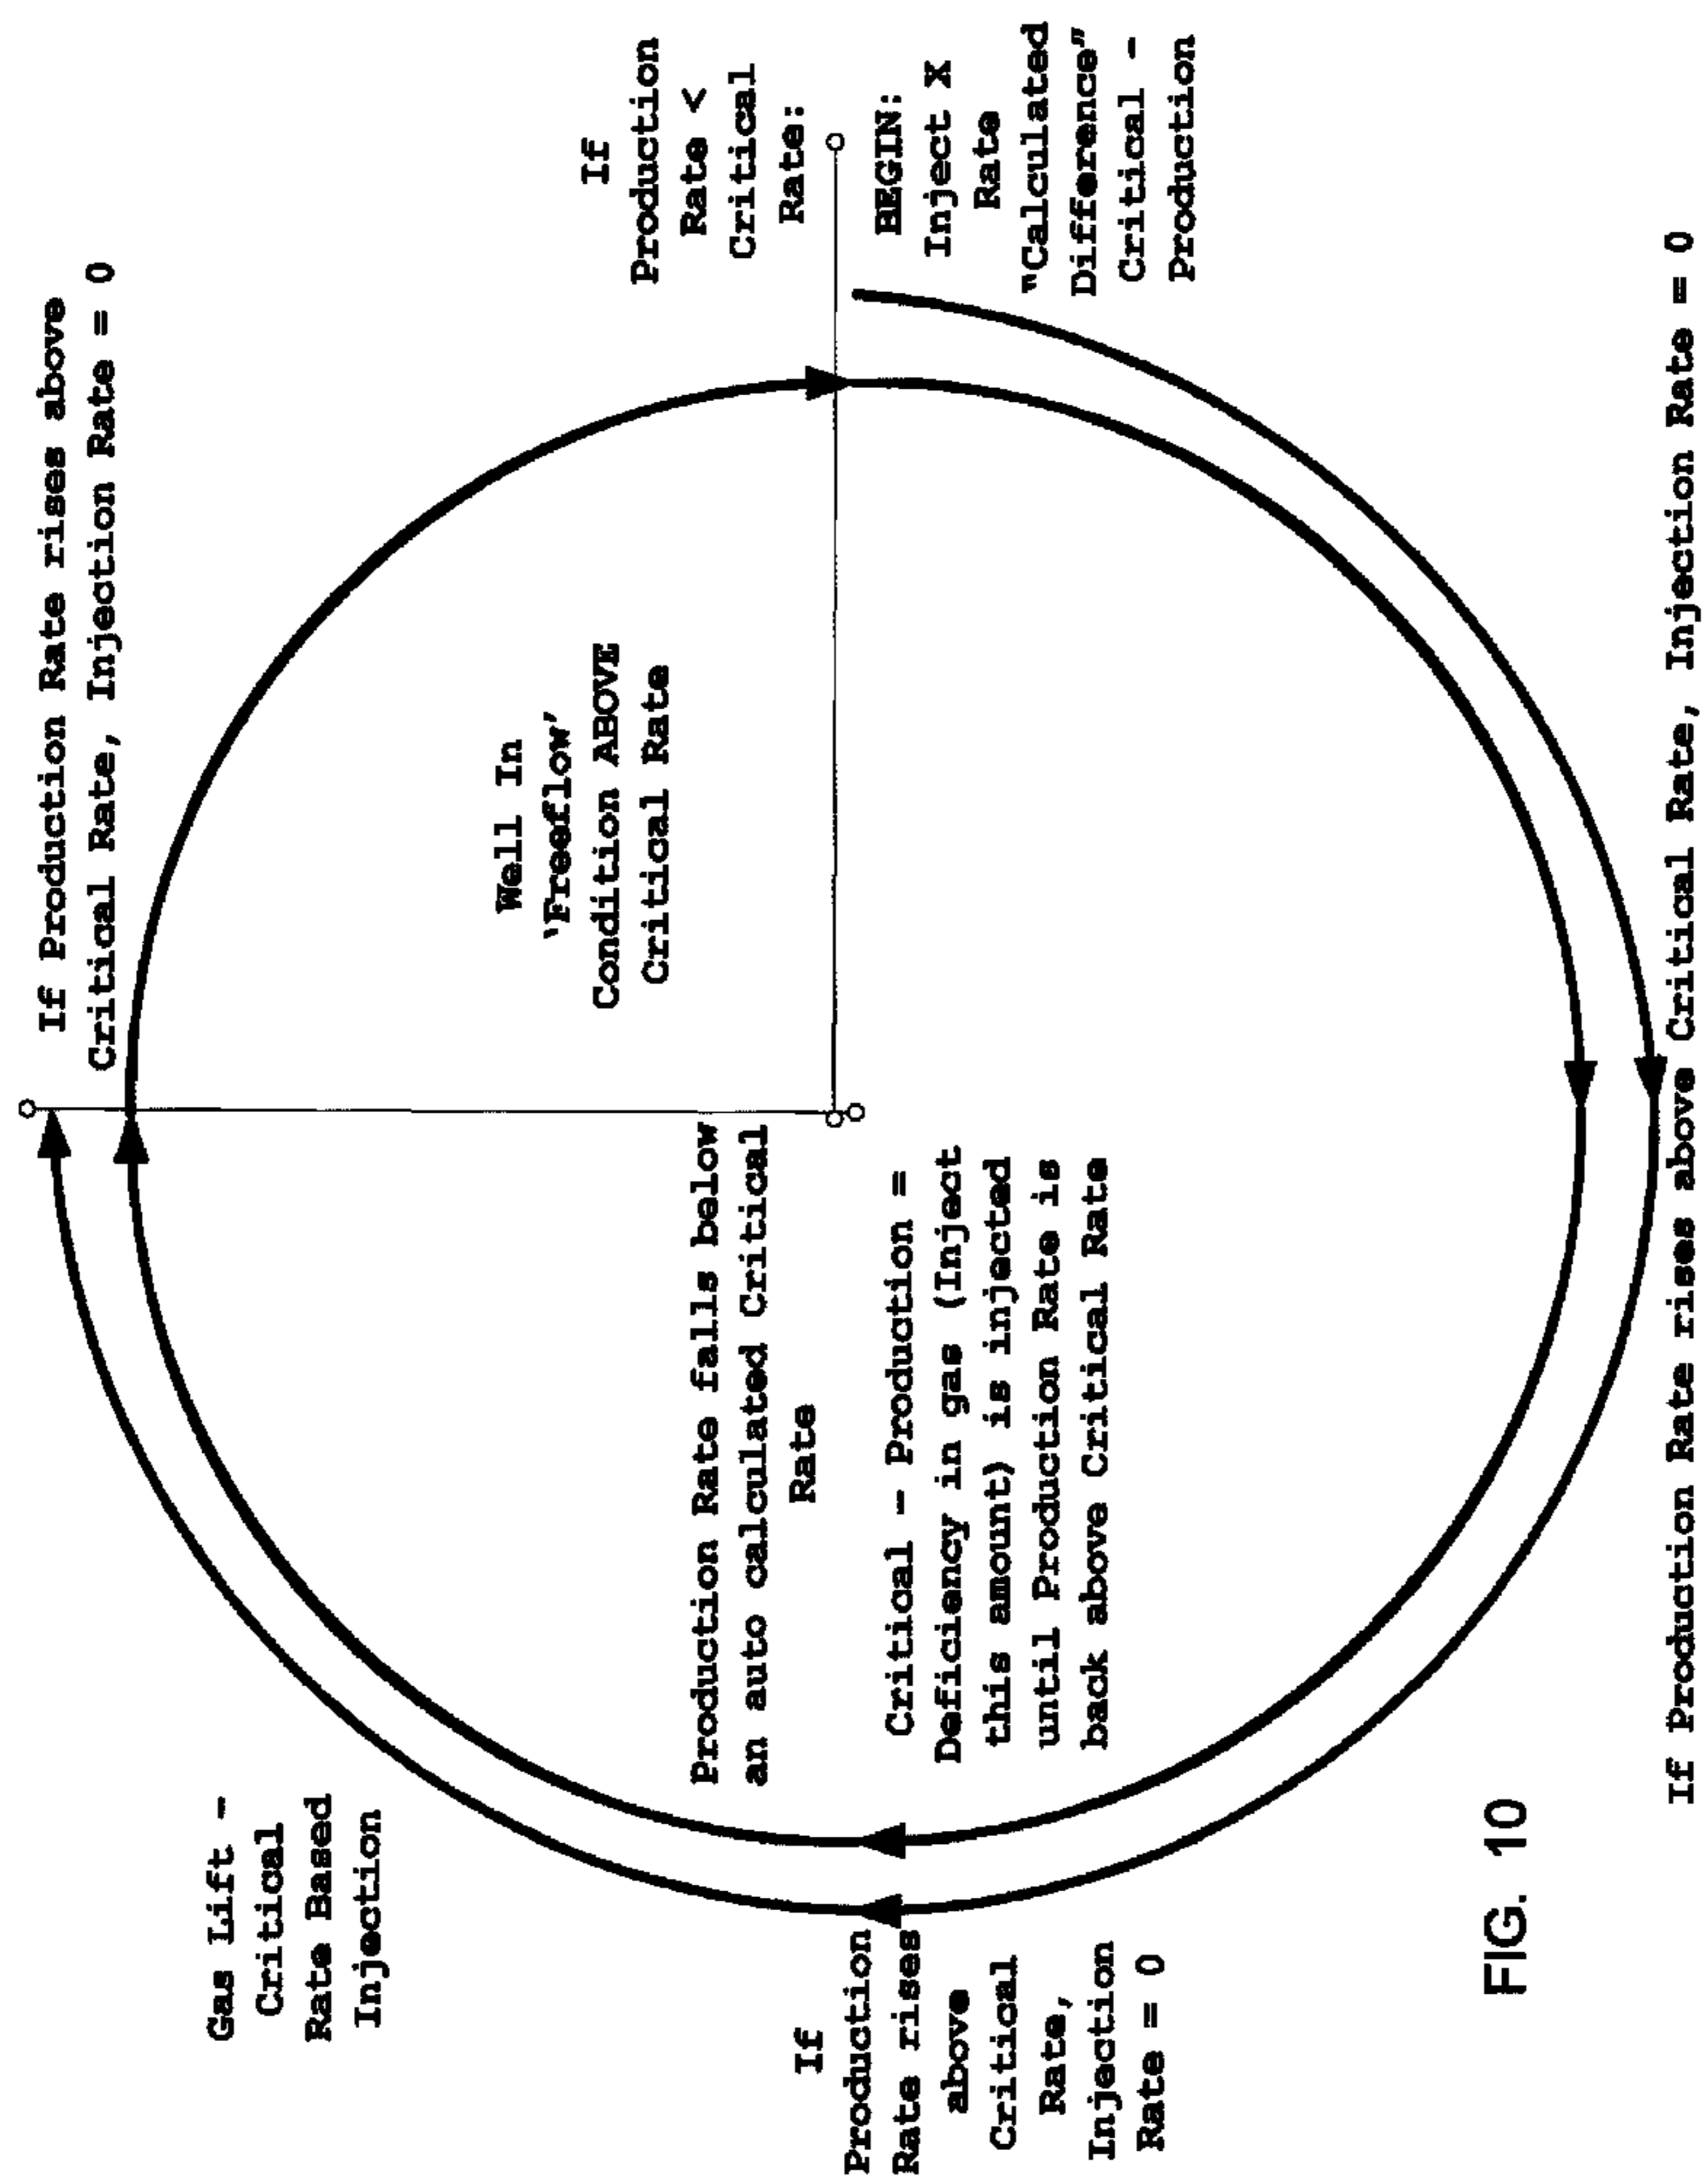 Gas Lift -
Critical
Rate Based
Injection
If Production Rate rises above
Critical Rate, Injection Rate = 0
Well In
'Freeflow'
Condition ABOVE
Critical Rate
If
Production
Rate <
Critical
Rate:
Production Rate falls below
an auto calculated Critical
Rate
Critical - Production =
Deficiency in gas (Inject
this amount) is injected
until Production Rate is
back above Critical Rate
BEGIN:
Inject X
Rate
"Calculated
Difference"
Critical -
Production
If
Production
Rate rises
above
Critical
Rate,
Injection
Rate = 0
If Production Rate rises above Critical Rate, Injection Rate = 0
FIG. 10